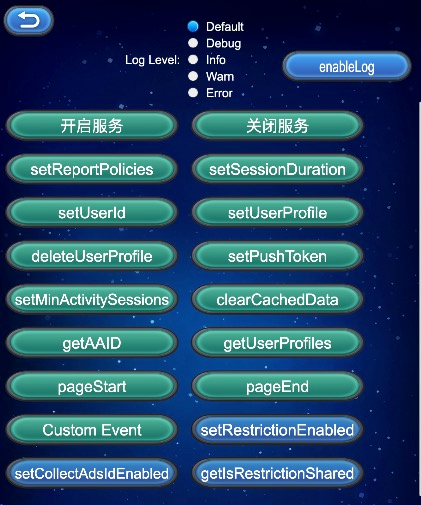 Default
Debug
Log Level: Info
Warn
Error
enableLog
开启服务 关闭服务
setReportPolicies setSessionDuration
setUserId setUserProfile
deleteUserProfile setPushToken
setMinActivitySessions clearCachedData
getAAID getUserProfiles
pageStart pageEnd
Custom Event setRestrictionEnabled
setCollectAdsIdEnabled getIsRestrictionShared